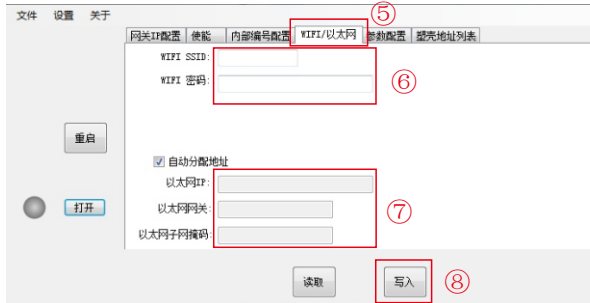 文件 设置 关于
⑤
网关IP配置 使能 内部编号配置 WIFI/以太网 参数配置 塑壳地址列表
WIFI SSID:
WIFI 密码:
⑥
重启
自动分配地址
以太网IP:
打开
以太网网关:
⑦
以太网子网掩码:
读取 写入 ⑧